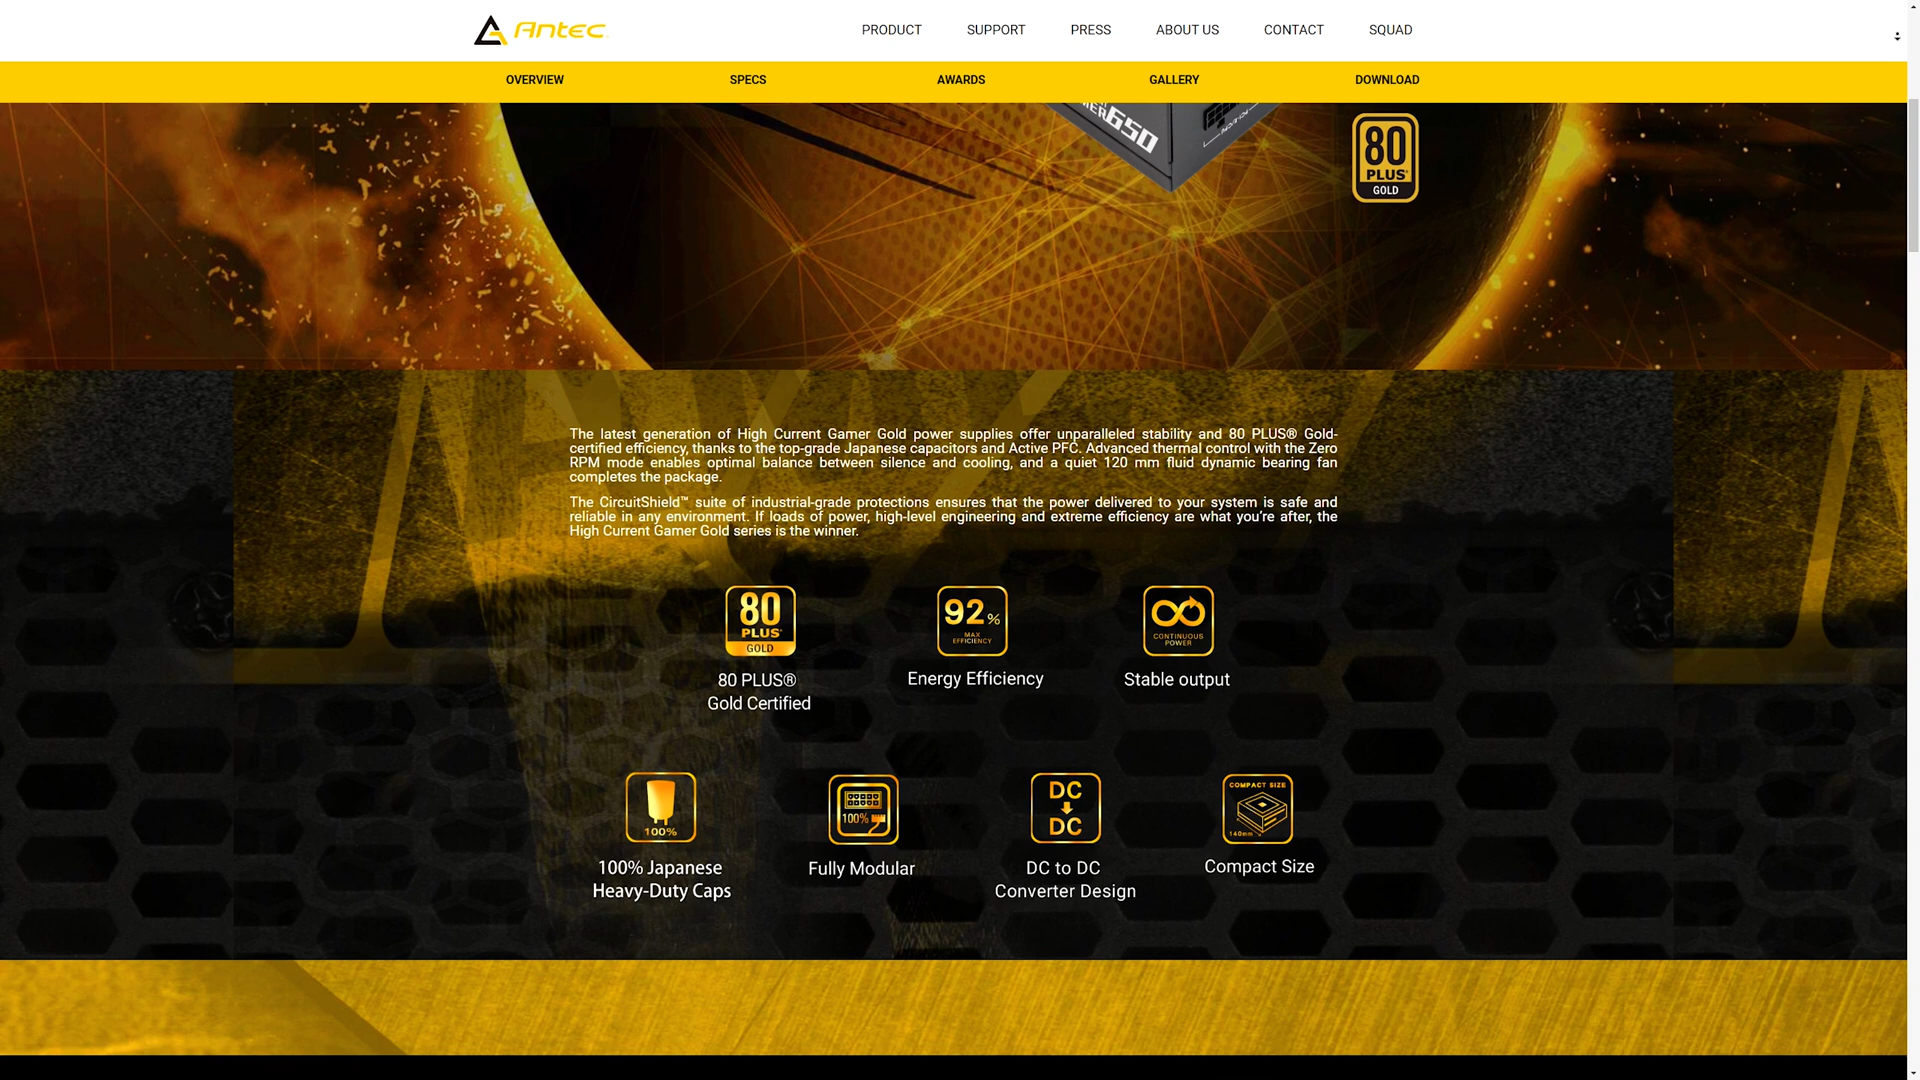 Antec
PRODUCT SUPPORT PRESS ABOUT US CONTACT SQUAD
OVERVIEW SPECS AWARDS GALLERY DOWNLOAD
650
80
PLUS®
GOLD
The latest generation of High Current Gamer Gold power supplies offer unparalleled stability and 80 PLUS® Gold-
certified efficiency, thanks to the top-grade Japanese capacitors and Active PFC. Advanced thermal control with the Zero
RPM mode enables optimal balance between silence and cooling, and a quiet 120 mm fluid dynamic bearing fan
completes the package.
The CircuitShield™ suite of industrial-grade protections ensures that the power delivered to your system is safe and
reliable in any environment. If loads of power, high-level engineering and extreme efficiency are what you're after, the
High Current Gamer Gold series is the winner.
80
PLUS®
GOLD
80 PLUS®
Gold Certified
92%
MAX
EFFICIENCY
Energy Efficiency
CONTINUOUS
POWER
Stable output
100%
100% Japanese
Heavy-Duty Caps
100%
Fully Modular
DC
DC
DC to DC
Converter Design
COMPACT SIZE
140mm
Compact Size